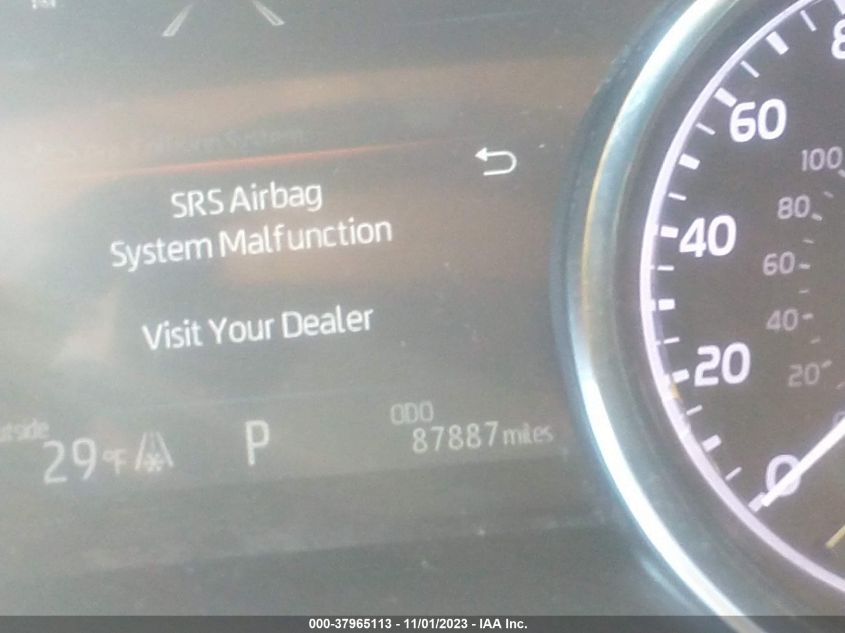 SRS Airbag
System Malfunction
Visit Your Dealer
29°F
P
ODO
87887 miles
8
60
40
20
0
100
80
60
40
20
000-37965113 - 11/01/2023 - IAA Inc.